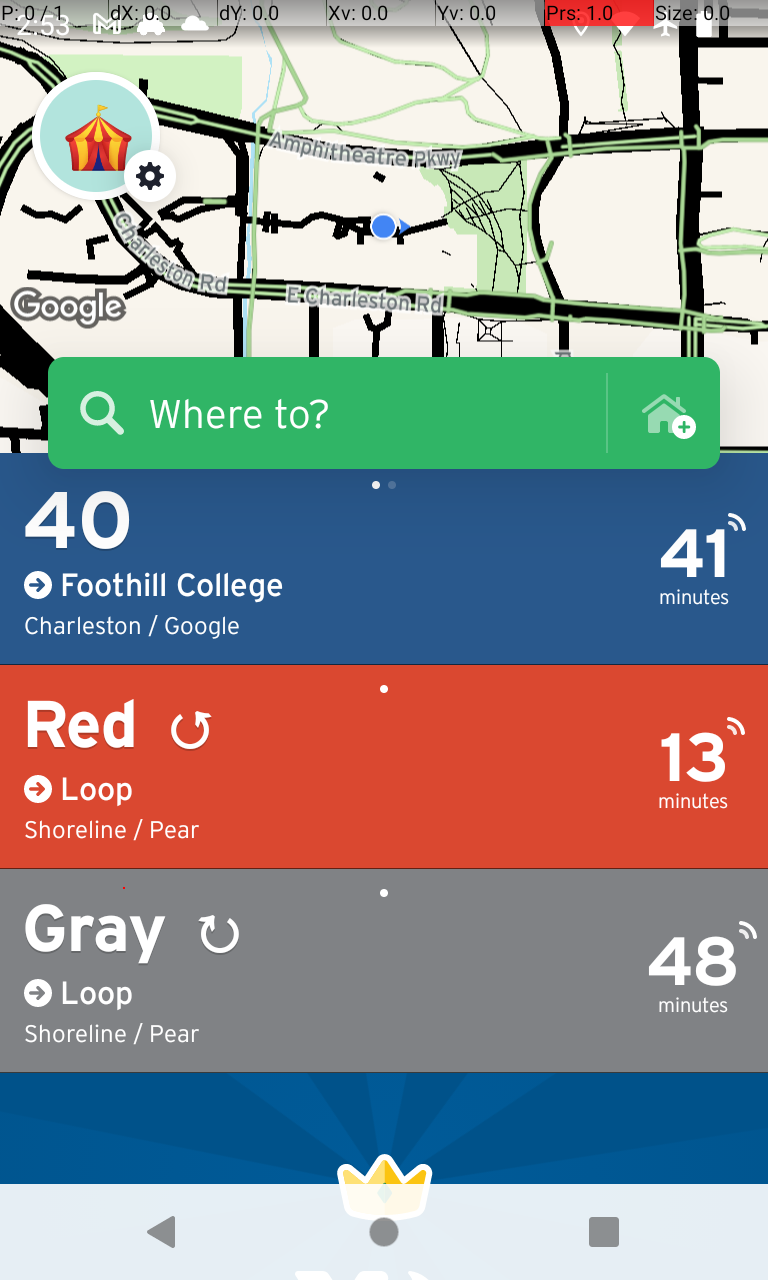 P: 0 / 1 dX: 0.0 dY: 0.0 Xv: 0.0 Yv: 0.0 Prs: 1.0 Size: 0.0
2:53
Amphitheatre Pkwy
Charleston Rd
E Charleston Rd
Google
Where to?
40
Foothill College
Charleston / Google
41
minutes
Red
Loop
Shoreline / Pear
13
minutes
Gray
Loop
Shoreline / Pear
48
minutes